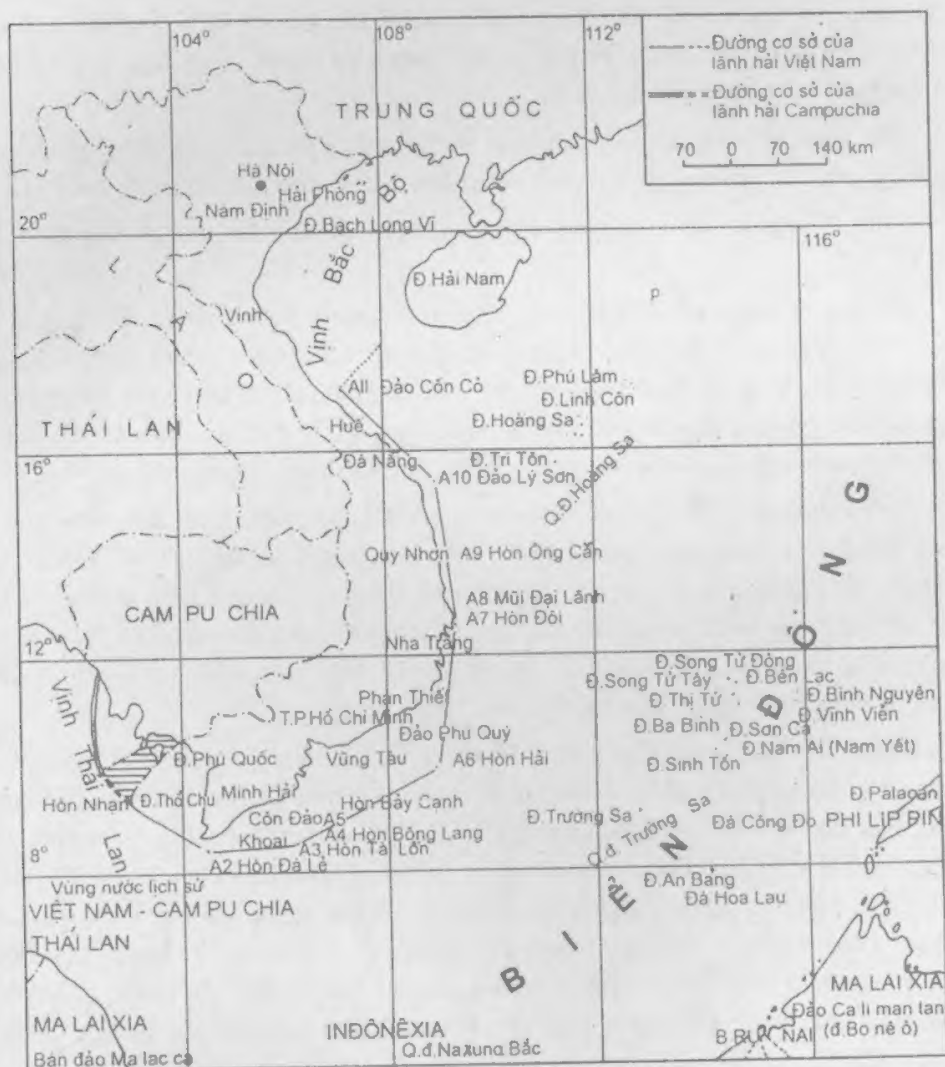 104°
108°
112°
Đường cơ sở của
lãnh hải Việt Nam
Đường cơ sở của
lãnh hải Campuchia
70 0 70 140 km
TRUNG QUỐC
Hà Nội
Hải Phòng
Nam Định
20°
Đ.Bạch Long Vĩ
116°
Vịnh Bắc Bộ
Đ.Hải Nam
P
Vinh
LÀO
A11 Đảo Cồn Cỏ
Đ.Phú Lâm
Đ.Linh Côn
THÁI LAN
Huế
Đ.Hoàng Sa
16°
Đà Nẵng
Đ.Tri Tôn
A10 Đảo Lý Sơn
Q.Đ.Hoàng Sa
Quy Nhơn
A9 Hòn Ông Căn
A8 Mũi Đại Lãnh
A7 Hòn Đôi
CAM PU CHIA
Nha Trang
12°
Đ.Song Tử Đông
Đ.Song Tử Tây
Đ.Bến Lạc
Đ.Thị Tứ
Đ.Bình Nguyên
Đ.Vĩnh Viễn
Phan Thiết
T.P Hồ Chí Minh
Đảo Phú Quý
Đ.Ba Bình
Đ.Sơn Ca
Đ.Nam Ai (Nam Yết)
Vịnh Thái Lan
Đ.Phú Quốc
Vũng Tàu
A6 Hòn Hải
Đ.Sinh Tồn
Hòn Nhạn
Đ.Thổ Chu
Minh Hải
Hòn Bảy Cạnh
Đ.Palaoan
Côn Đảo A5
Đ.Trường Sa
Q.đ. Trường Sa
Đá Công Đo
PHI LIP PIN
Khoai
A4 Hòn Bông Lang
A3 Hòn Tài Lớn
8°
A2 Hòn Đá Lẻ
Đ.An Bang
Đá Hoa Lau
Vùng nước lịch sử
VIỆT NAM - CAM PU CHIA
THÁI LAN
BIỂN ĐÔNG
MA LAI XIA
Bán đảo Ma lac ca
INĐÔNÊXIA
Q.đ.Natuna Bắc
MA LAI XIA
Đảo Ca li man tan
(đ Bo nê ô)
BRU NAI